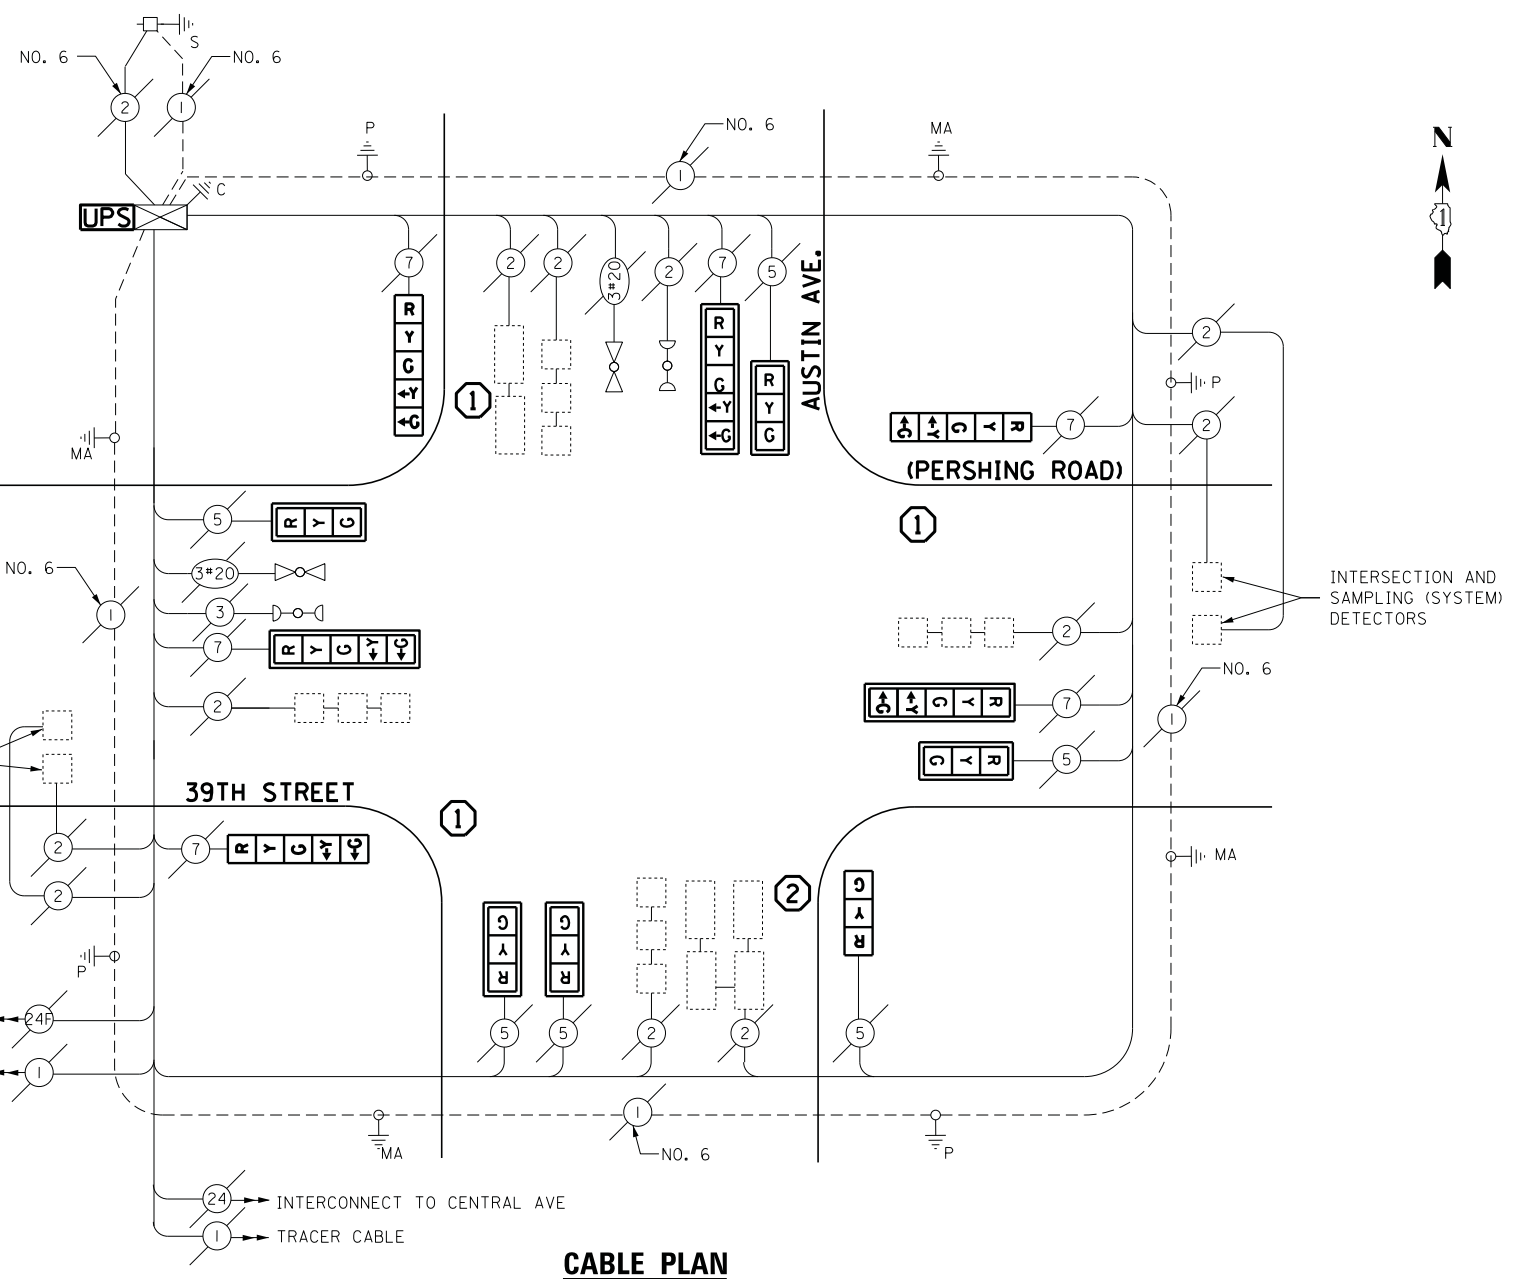 S
NO. 6
NO. 6
2
1
P
NO. 6
MA
N
1
1
C
UPS
7
2
2
3#20
2
7
5
AUSTIN AVE.
2
P
R
Y
G
←Y
←G
R
Y
G
←Y
←G
R
Y
G
1
←G ←Y G Y R
7
2
MA
(PERSHING ROAD)
5
R Y G
1
NO. 6
3#20
INTERSECTION AND
SAMPLING (SYSTEM)
DETECTORS
1
3
2
7
R Y G ←Y ←G
NO. 6
2
←G ←Y G Y R
7
1
G Y R
5
39TH STREET
1
2
7
R Y G ←Y ←G
MA
2
2
G
Y
R
G
Y
R
G
Y
R
P
24F
5
5
2
2
5
1
1
MA
NO. 6
P
24
INTERCONNECT TO CENTRAL AVE
1
TRACER CABLE
CABLE PLAN